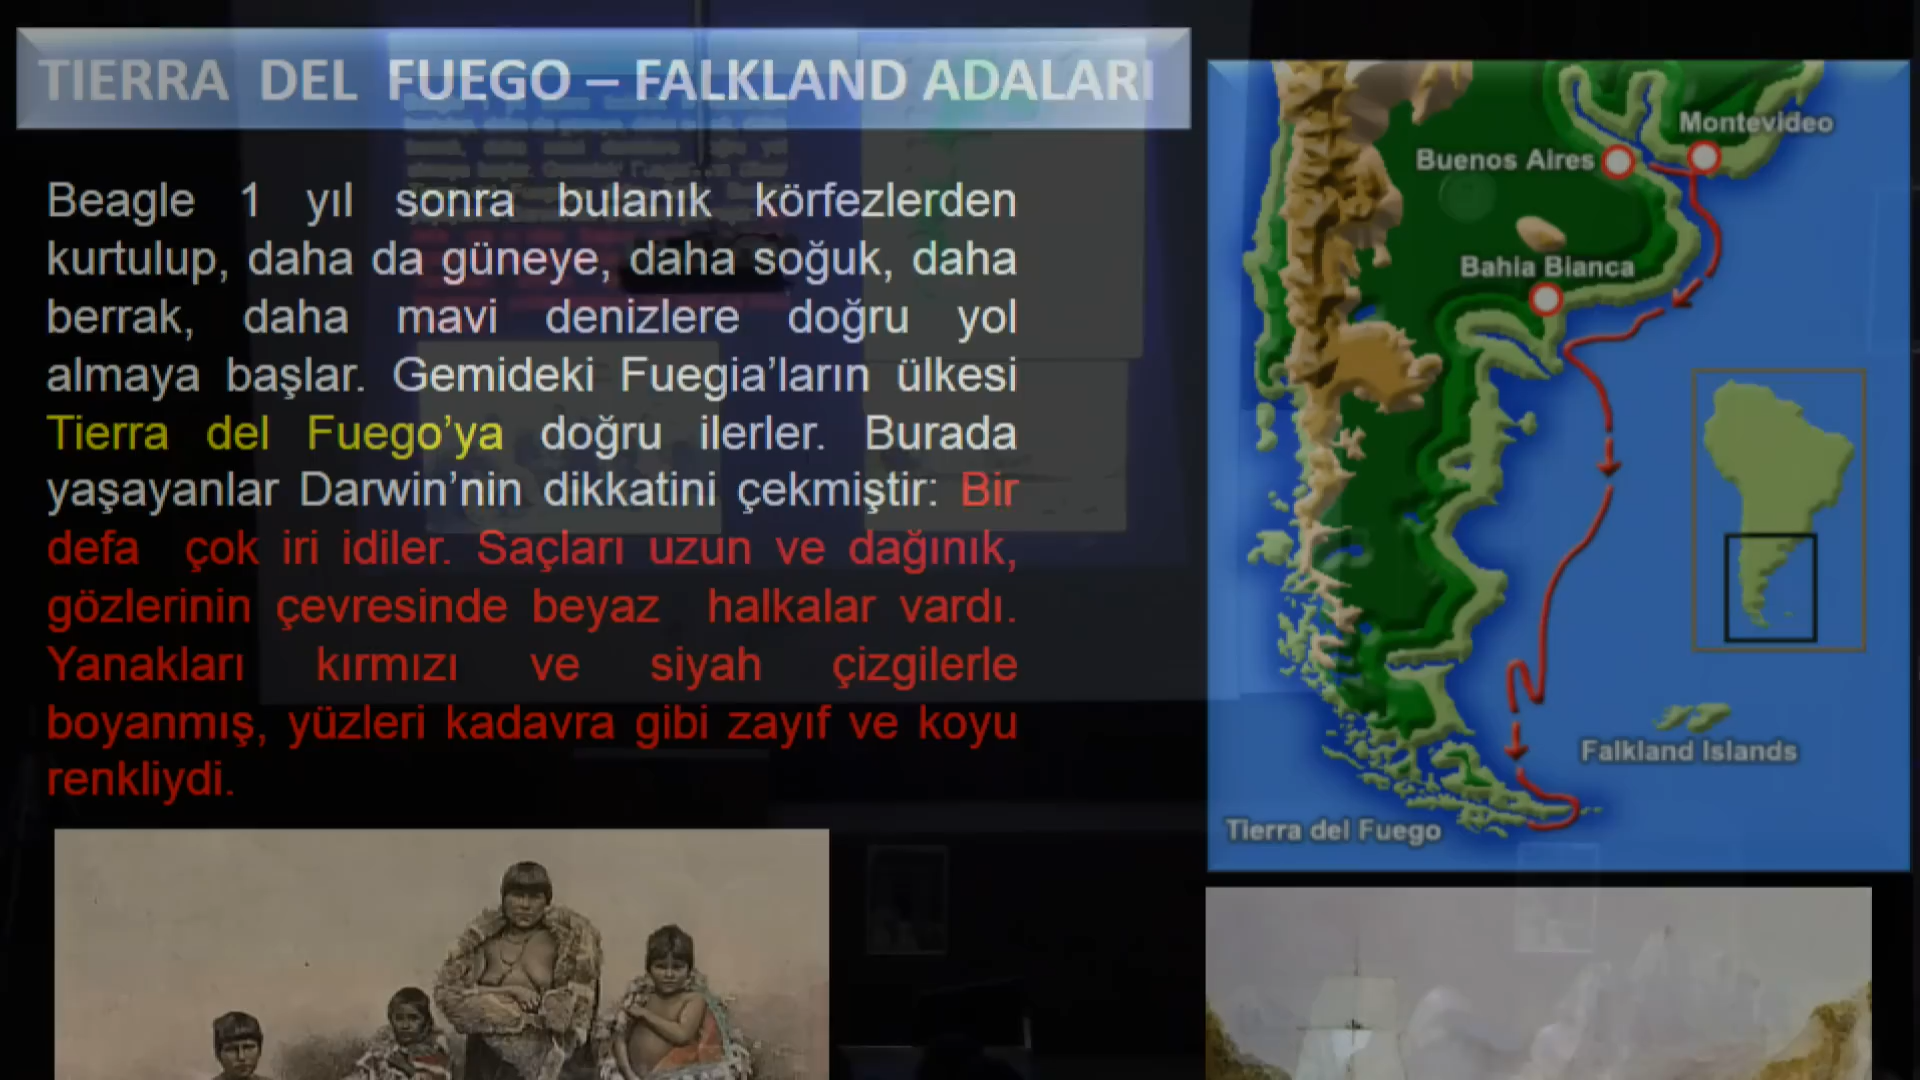 TIERRA DEL FUEGO – FALKLAND ADALARI
Beagle 1 yıl sonra bulanık körfezlerden
kurtulup, daha da güneye, daha soğuk, daha
berrak, daha mavi denizlere doğru yol
almaya başlar. Gemideki Fuegia’ların ülkesi
Tierra del Fuego’ya doğru ilerler. Burada
yaşayanlar Darwin’nin dikkatini çekmiştir: Bir
defa çok iri idiler. Saçları uzun ve dağınık,
gözlerinin çevresinde beyaz halkalar vardı.
Yanakları kırmızı ve siyah çizgilerle
boyanmış, yüzleri kadavra gibi zayıf ve koyu
renkliydi.
Montevideo
Buenos Aires
Bahia Blanca
Falkland Islands
Tierra del Fuego